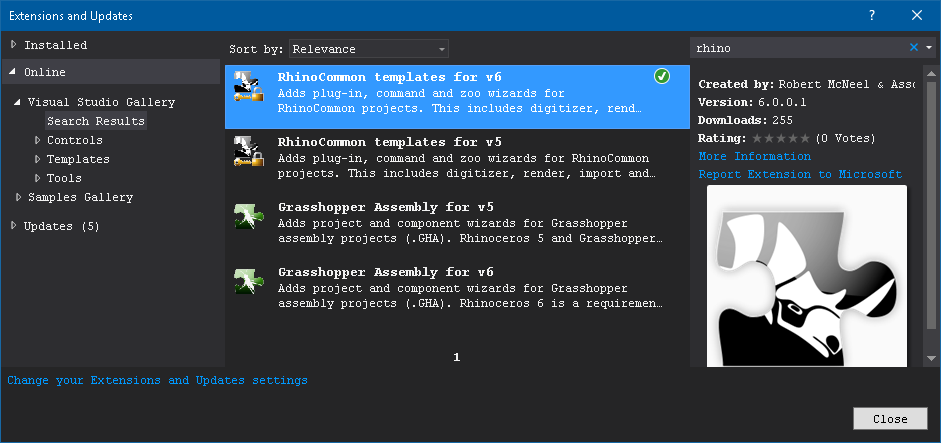 Extensions and Updates
?
Installed
Online
Visual Studio Gallery
Search Results
Controls
Templates
Tools
Samples Gallery
Updates (5)
Sort by: Relevance
RhinoCommon templates for v6
Adds plug-in, command and zoo wizards for
RhinoCommon projects. This includes digitizer, rend…
RhinoCommon templates for v5
Adds plug-in, command and zoo wizards for RhinoCommon
projects. This includes digitizer, render, import and…
Grasshopper Assembly for v5
Adds project and component wizards for Grasshopper
assembly projects (.GHA). Rhinoceros 5 and Grasshopper…
Grasshopper Assembly for v6
Adds project and component wizards for Grasshopper
assembly projects (.GHA). Rhinoceros 6 is a requiremen…
1
rhino
Created by: Robert McNeel & Asso
Version: 6.0.0.1
Downloads: 255
Rating: ★★★★★ (0 Votes)
More Information
Report Extension to Microsoft
Change your Extensions and Updates settings
Close